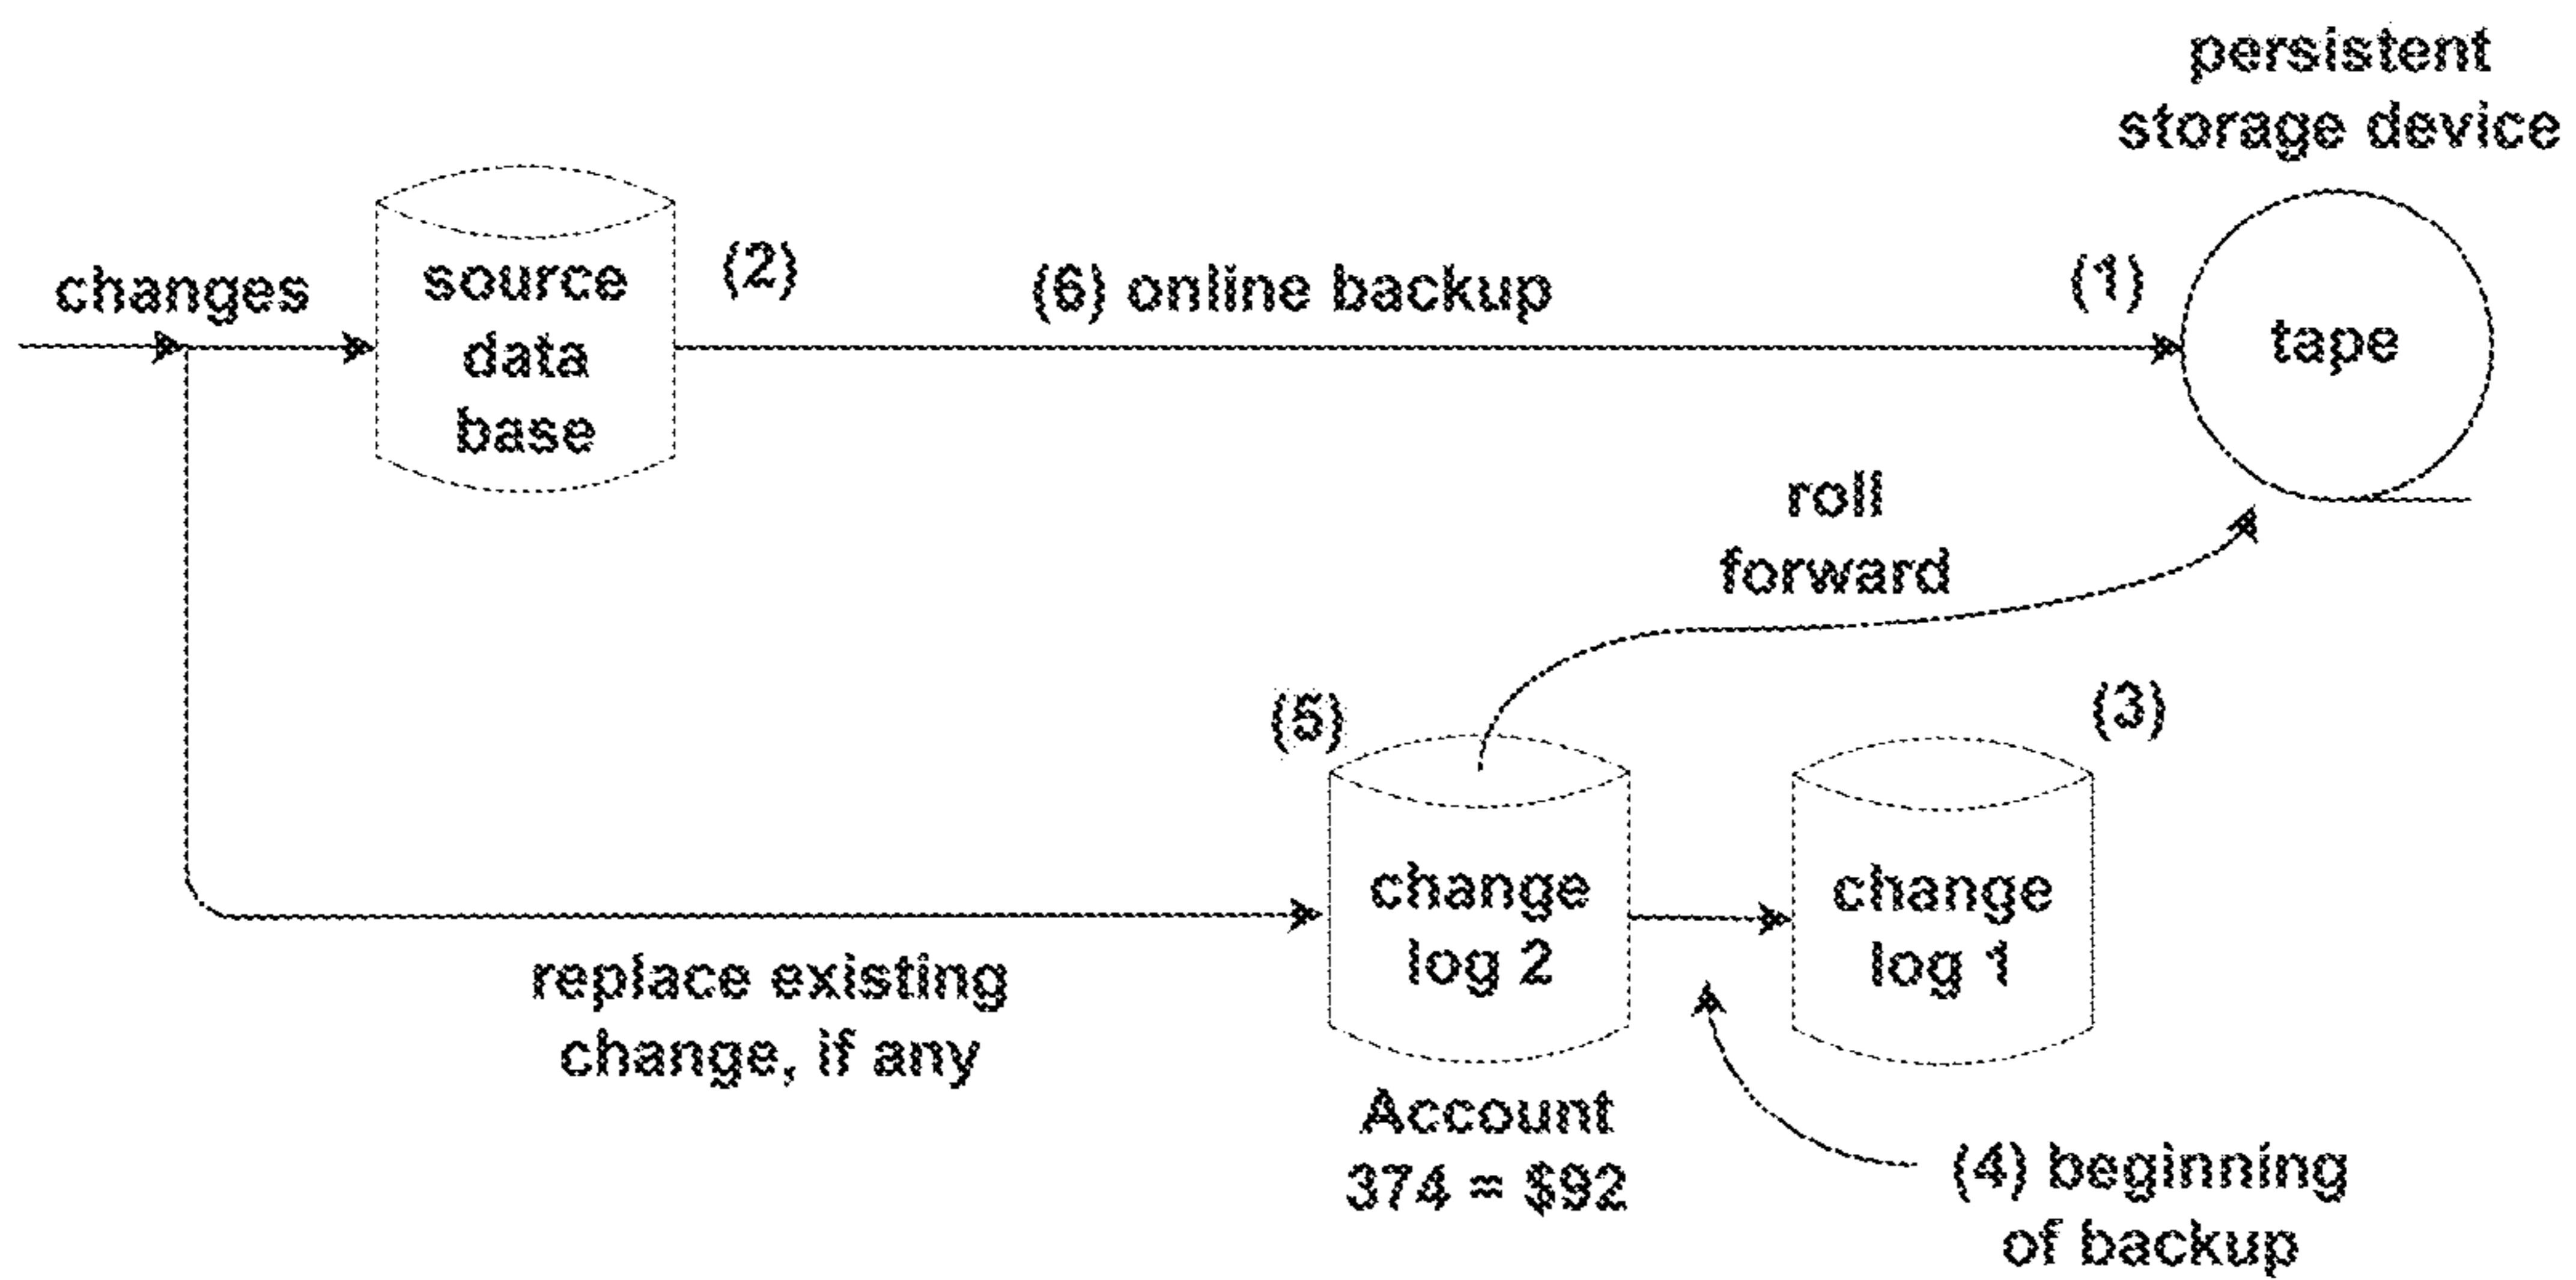 persistent
storage device
changes
source
data
base
(2)
(6) online backup
(1)
tape
roll
forward
(5)
(3)
change
log 2
change
log 1
replace existing
change, if any
Account
374 = $92
(4) beginning
of backup